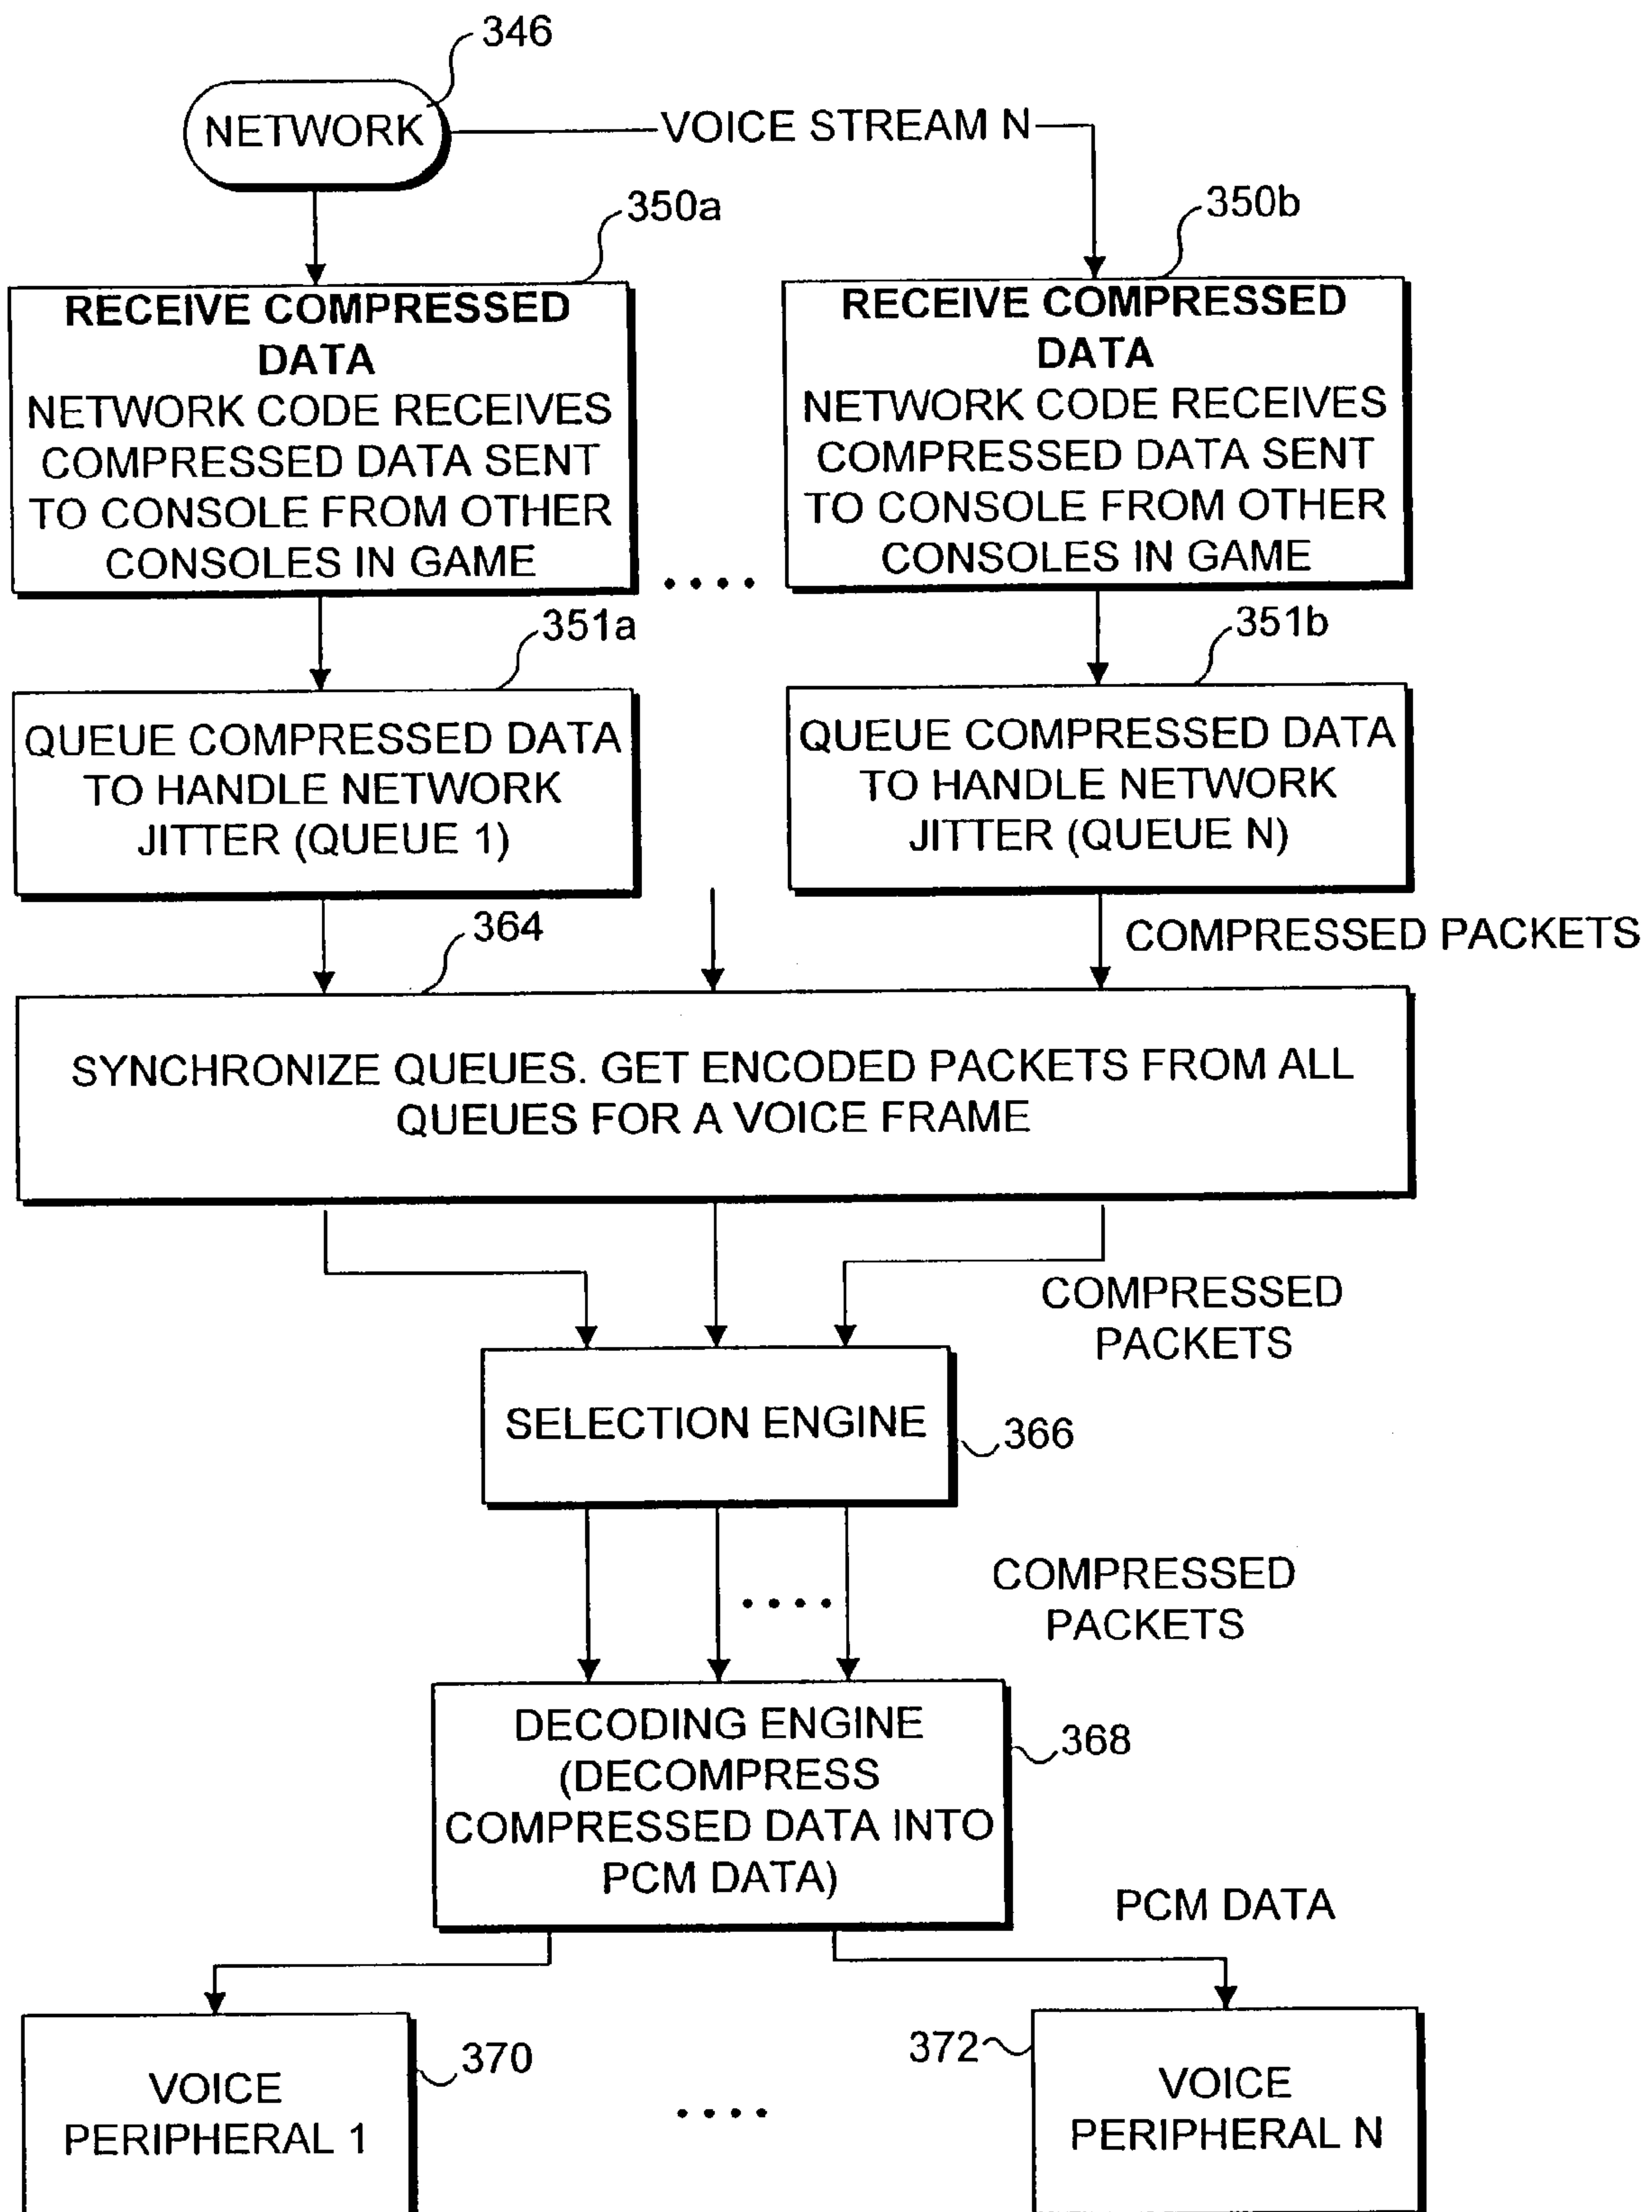 346
NETWORK
VOICE STREAM N
350a
350b
RECEIVE COMPRESSED
DATA
NETWORK CODE RECEIVES
COMPRESSED DATA SENT
TO CONSOLE FROM OTHER
CONSOLES IN GAME
RECEIVE COMPRESSED
DATA
NETWORK CODE RECEIVES
COMPRESSED DATA SENT
TO CONSOLE FROM OTHER
CONSOLES IN GAME
351a
351b
QUEUE COMPRESSED DATA
TO HANDLE NETWORK
JITTER (QUEUE 1)
QUEUE COMPRESSED DATA
TO HANDLE NETWORK
JITTER (QUEUE N)
364
COMPRESSED PACKETS
SYNCHRONIZE QUEUES. GET ENCODED PACKETS FROM ALL
QUEUES FOR A VOICE FRAME
COMPRESSED
PACKETS
SELECTION ENGINE
366
COMPRESSED
PACKETS
DECODING ENGINE
(DECOMPRESS
COMPRESSED DATA INTO
PCM DATA)
368
PCM DATA
VOICE
PERIPHERAL 1
370
372
VOICE
PERIPHERAL N